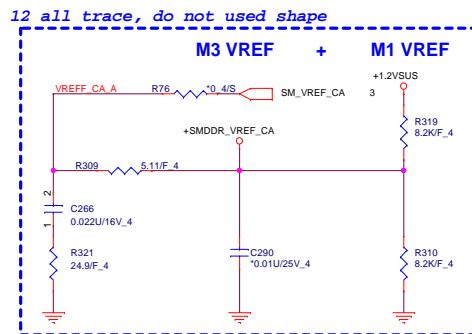 12 all trace, do not used shape
M3 VREF + M1 VREF
VREFF_CA_A
R76
*0_4/S
SM_VREF_CA
3
+1.2VSUS
+SMDDR_VREF_CA
R319
8.2K/F_4
R309
5.11/F_4
2
C266
0.022U/16V_4
1
R321
24.9/F_4
C290
*0.01U/25V_4
R310
8.2K/F_4